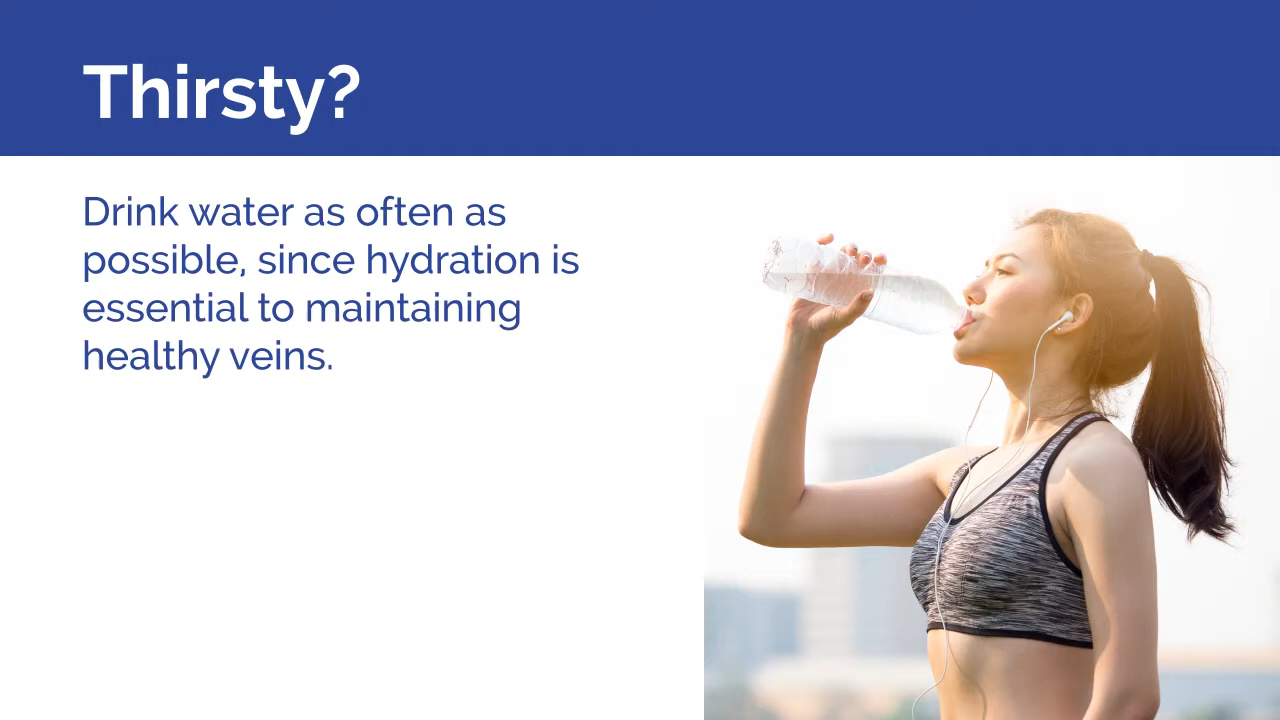 Thirsty?
Drink water as often as
possible, since hydration is
essential to maintaining
healthy veins.